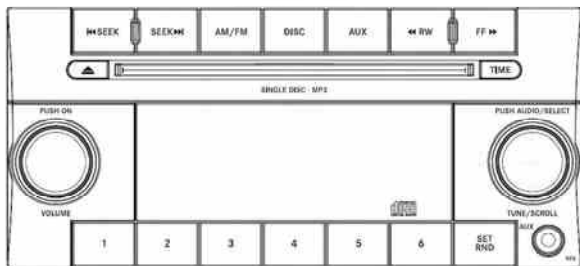 ⏮SEEK SEEK⏭ AM/FM DISC AUX ◀◀ RW FF ▶▶
TIME
SINGLE DISC · MP3
PUSH ON PUSH AUDIO/SELECT
VOLUME TUNE/SCROLL
1 2 3 4 5 6 SET
RND
AUX